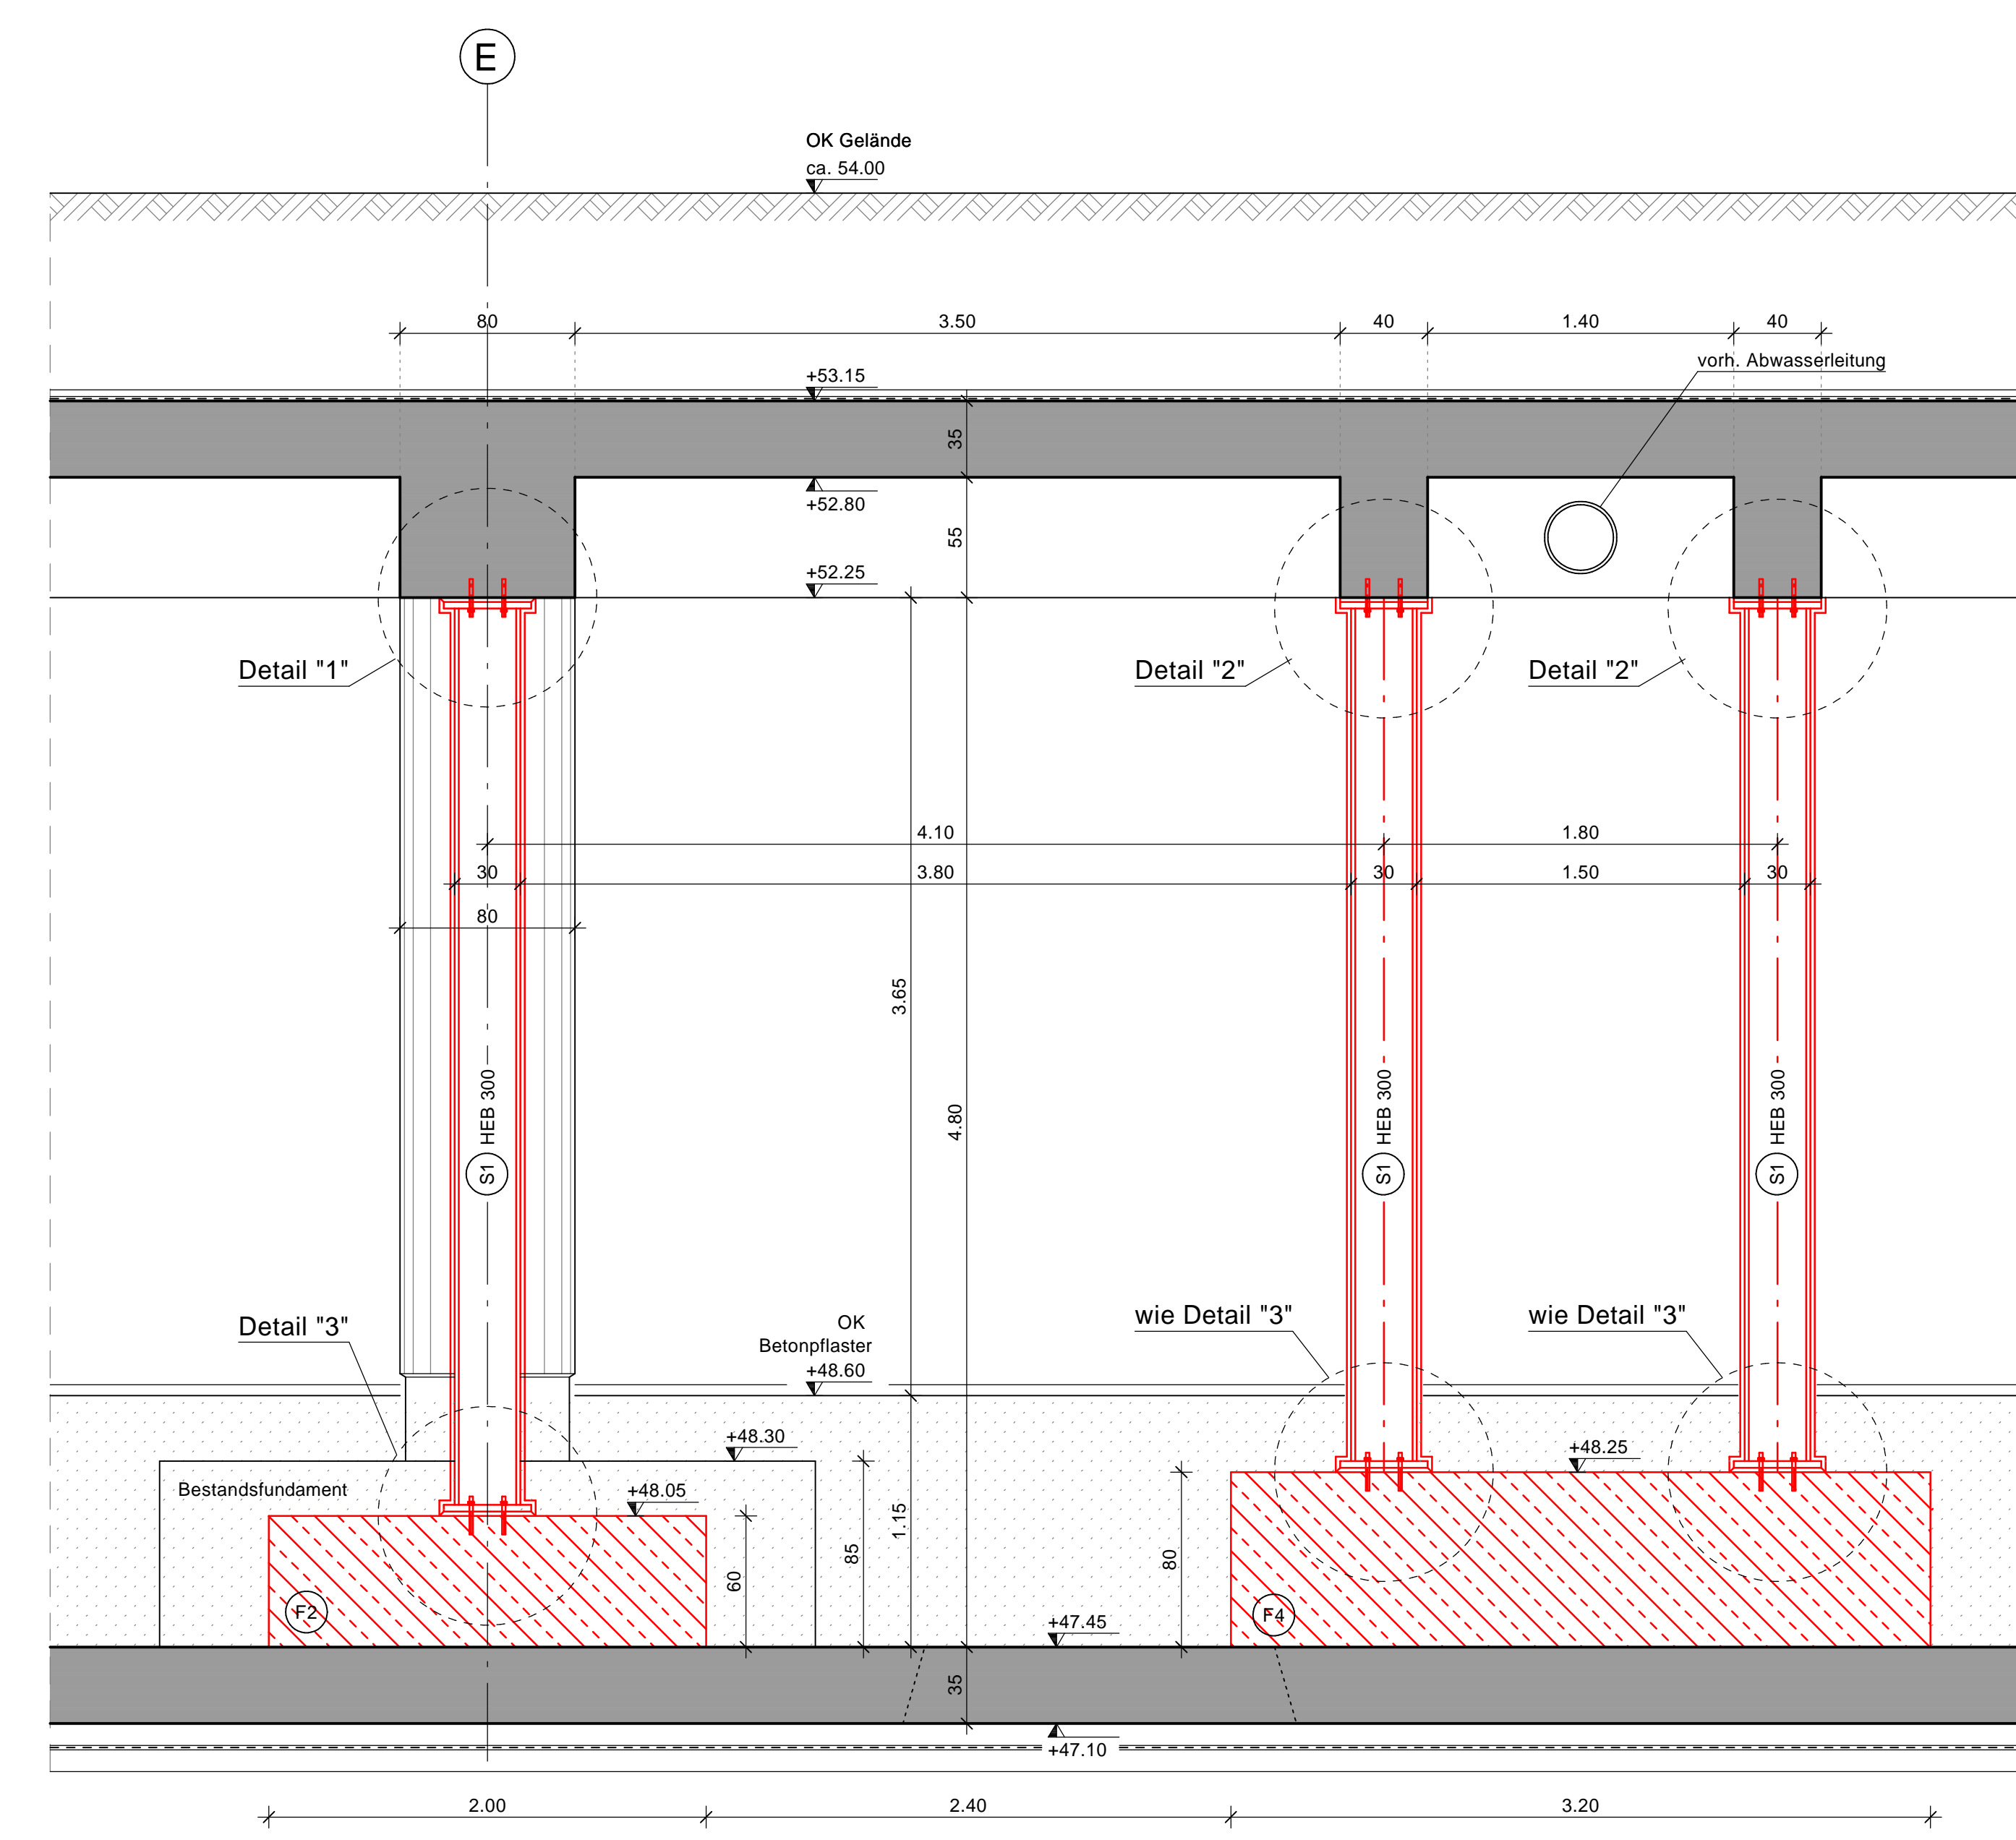 E
OK Gelände
ca. 54.00
80
3.50
40
1.40
40
vorh. Abwasserleitung
+53.15
35
+52.80
55
+52.25
Detail "1"
Detail "2"
Detail "2"
4.10
1.80
30
3.80
30
1.50
30
80
3.65
4.80
S1 HEB 300
S1 HEB 300
S1 HEB 300
Detail "3"
OK
Betonpflaster
+48.60
wie Detail "3"
wie Detail "3"
+48.30
+48.25
Bestandsfundament
+48.05
1.15
85
80
60
F2
F4
+47.45
35
+47.10
2.00
2.40
3.20